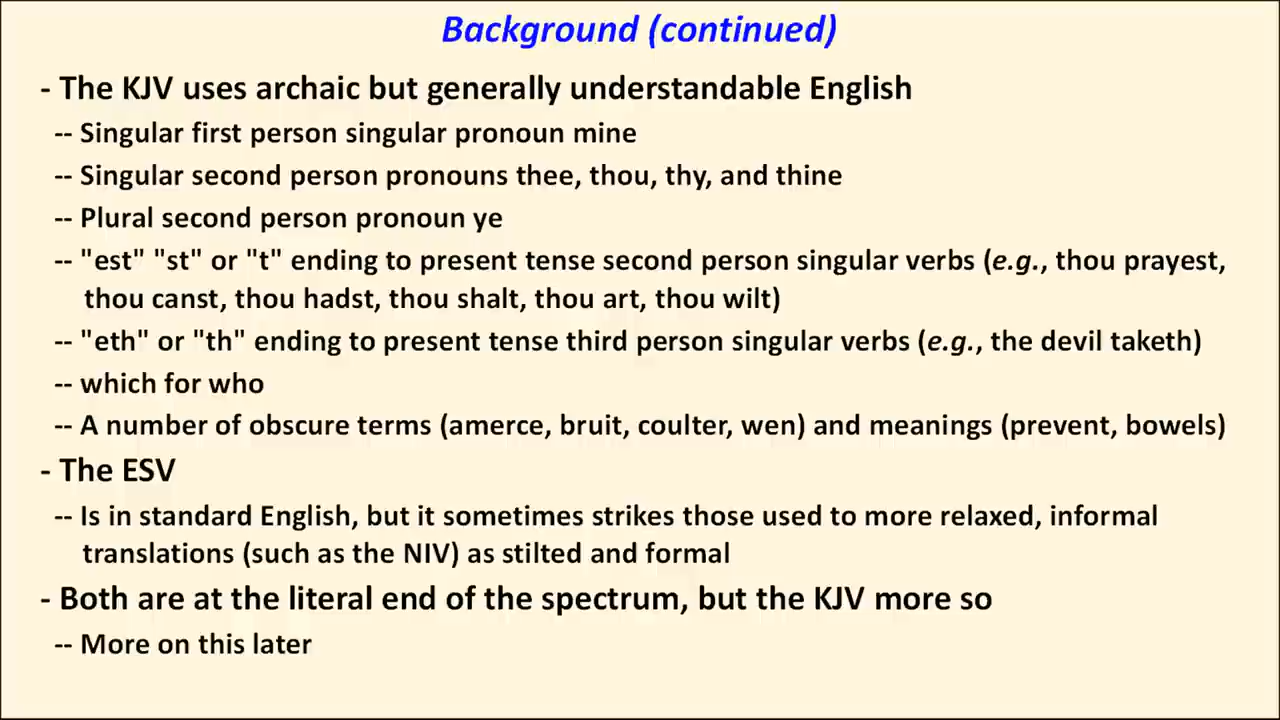 Background (continued)
- The KJV uses archaic but generally understandable English
-- Singular first person singular pronoun mine
-- Singular second person pronouns thee, thou, thy, and thine
-- Plural second person pronoun ye
-- "est" "st" or "t" ending to present tense second person singular verbs (e.g., thou prayest,
thou canst, thou hadst, thou shalt, thou art, thou wilt)
-- "eth" or "th" ending to present tense third person singular verbs (e.g., the devil taketh)
-- which for who
-- A number of obscure terms (amerce, bruit, coulter, wen) and meanings (prevent, bowels)
- The ESV
-- Is in standard English, but it sometimes strikes those used to more relaxed, informal
translations (such as the NIV) as stilted and formal
- Both are at the literal end of the spectrum, but the KJV more so
-- More on this later